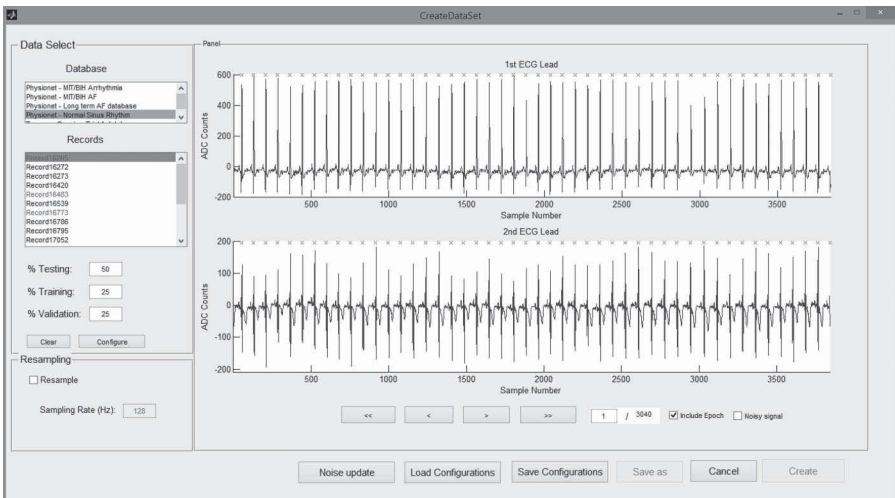 CreateDataSet
Data Select
Database
Physionet - MIT/BIH Arrhythmia
Physionet - MIT/BIH AF
Physionet - Long term AF database
Physionet - Normal Sinus Rhythm
Records
Record16265
Record16272
Record16273
Record16420
Record16483
Record16539
Record16773
Record16786
Record16795
Record17052
% Testing: 50
% Training: 25
% Validation: 25
Clear Configure
Resampling
Resample
Sampling Rate (Hz): 128
Panel
1st ECG Lead
ADC Counts
600
400
200
0
-200
500 1000 1500 2000 2500 3000 3500
Sample Number
2nd ECG Lead
ADC Counts
200
100
0
-100
-200
500 1000 1500 2000 2500 3000 3500
Sample Number
<< < > >> 1 / 3040 Include Epoch Noisy signal
Noise update Load Configurations Save Configurations Save as Cancel Create